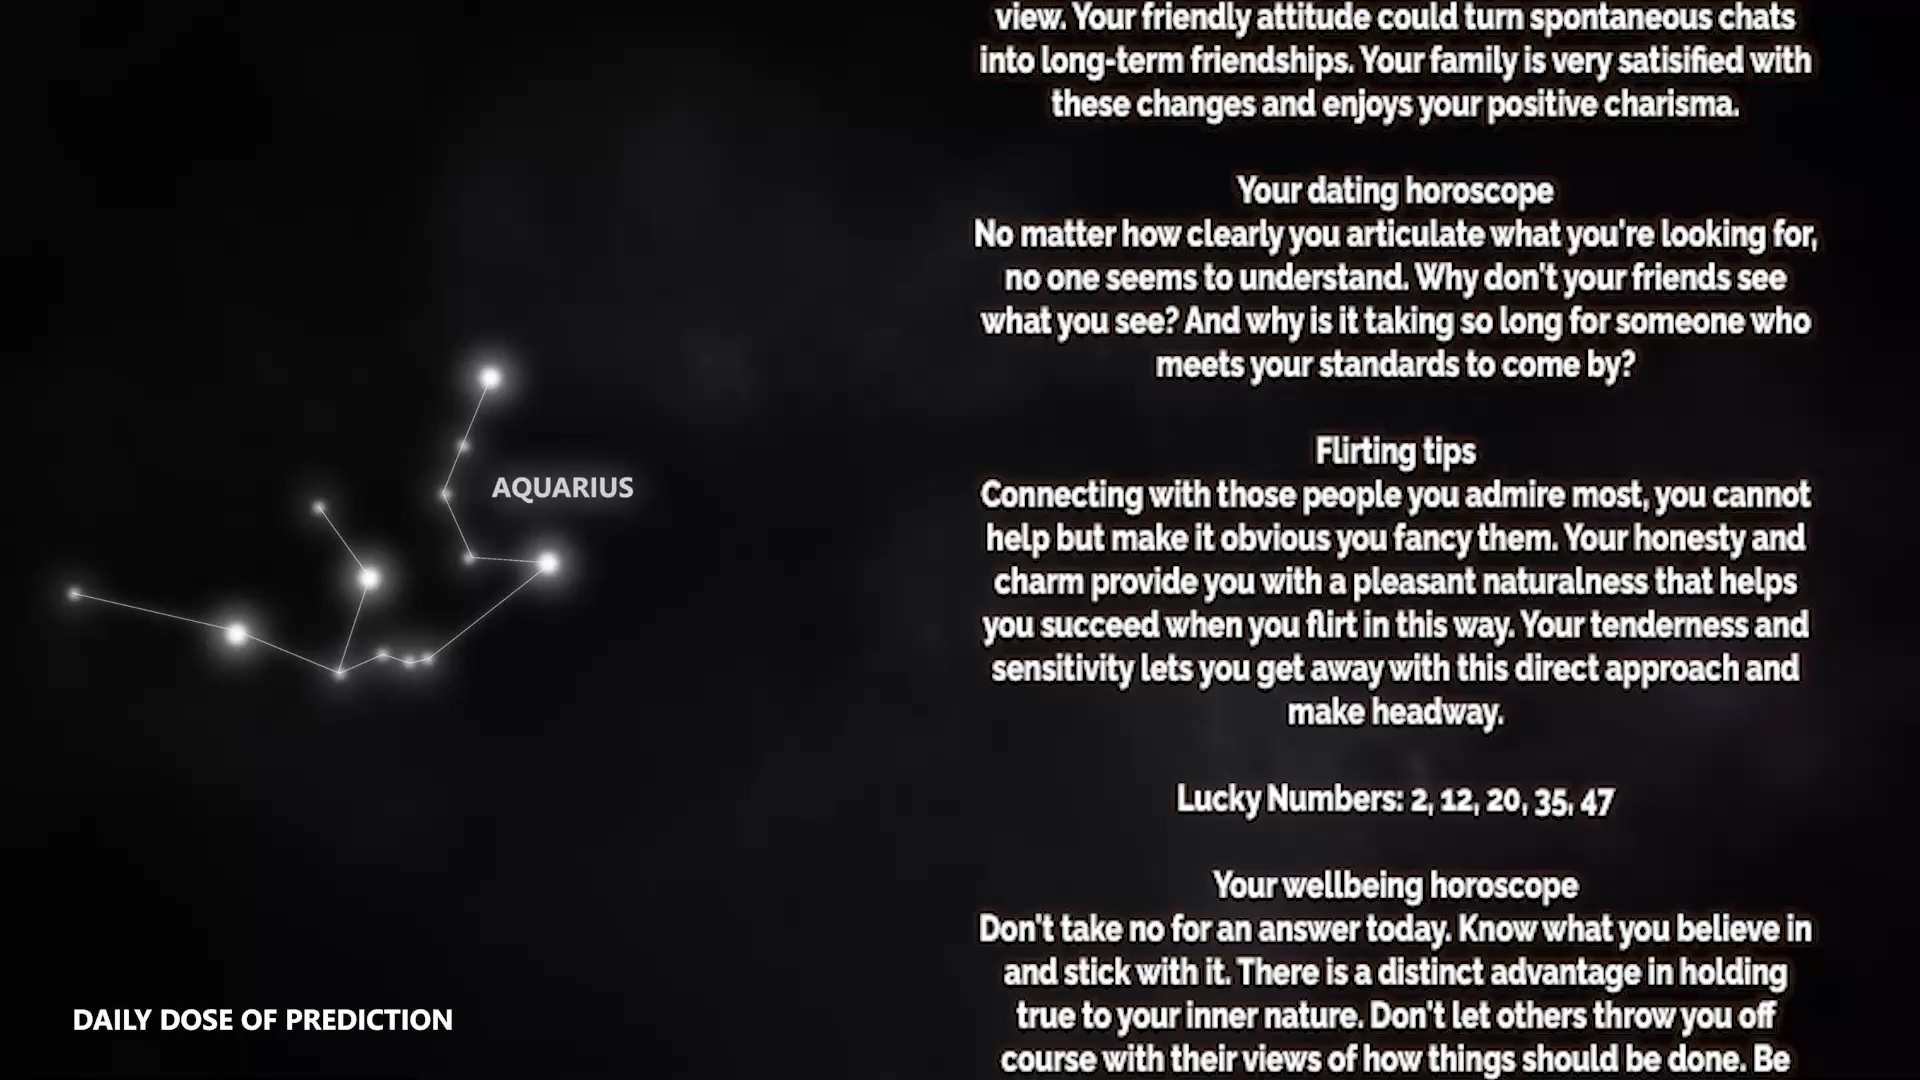 view. Your friendly attitude could turn spontaneous chats
into long-term friendships. Your family is very satisified with
these changes and enjoys your positive charisma.
Your dating horoscope
No matter how clearly you articulate what you're looking for,
no one seems to understand. Why don't your friends see
what you see? And why is it taking so long for someone who
meets your standards to come by?
Flirting tips
Connecting with those people you admire most, you cannot
help but make it obvious you fancy them. Your honesty and
charm provide you with a pleasant naturalness that helps
you succeed when you flirt in this way. Your tenderness and
sensitivity lets you get away with this direct approach and
make headway.
Lucky Numbers: 2, 12, 20, 35, 47
Your wellbeing horoscope
Don't take no for an answer today. Know what you believe in
and stick with it. There is a distinct advantage in holding
true to your inner nature. Don't let others throw you off
course with their views of how things should be done. Be
AQUARIUS
DAILY DOSE OF PREDICTION